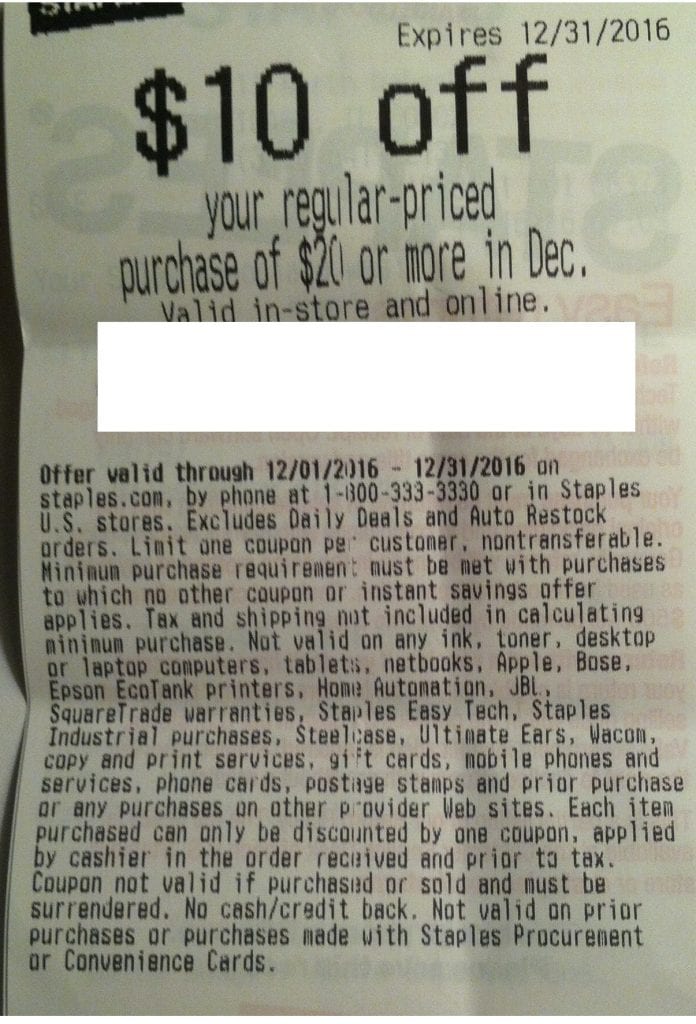 Expires 12/31/2016
$10 off
your regular-priced
purchase of $20 or more in Dec.
Valid in-store and online.
Offer valid through 12/01/2016 - 12/31/2016 on
staples.com, by phone at 1-800-333-3330 or in Staples
U.S. stores. Excludes Daily Deals and Auto Restock
orders. Limit one coupon per customer, nontransferable.
Minimum purchase requirement must be met with purchases
to which no other coupon or instant savings offer
applies. Tax and shipping not included in calculating
minimum purchase. Not valid on any ink, toner, desktop
or laptop computers, tablets, netbooks, Apple, Bose,
Epson EcoTank printers, Home Automation, JBL,
SquareTrade warranties, Staples Easy Tech, Staples
Industrial purchases, Steelcase, Ultimate Ears, Wacom,
copy and print services, gift cards, mobile phones and
services, phone cards, postage stamps and prior purchase
or any purchases on other provider Web sites. Each item
purchased can only be discounted by one coupon, applied
by cashier in the order received and prior to tax.
Coupon not valid if purchased or sold and must be
surrendered. No cash/credit back. Not valid on prior
purchases or purchases made with Staples Procurement
or Convenience Cards.